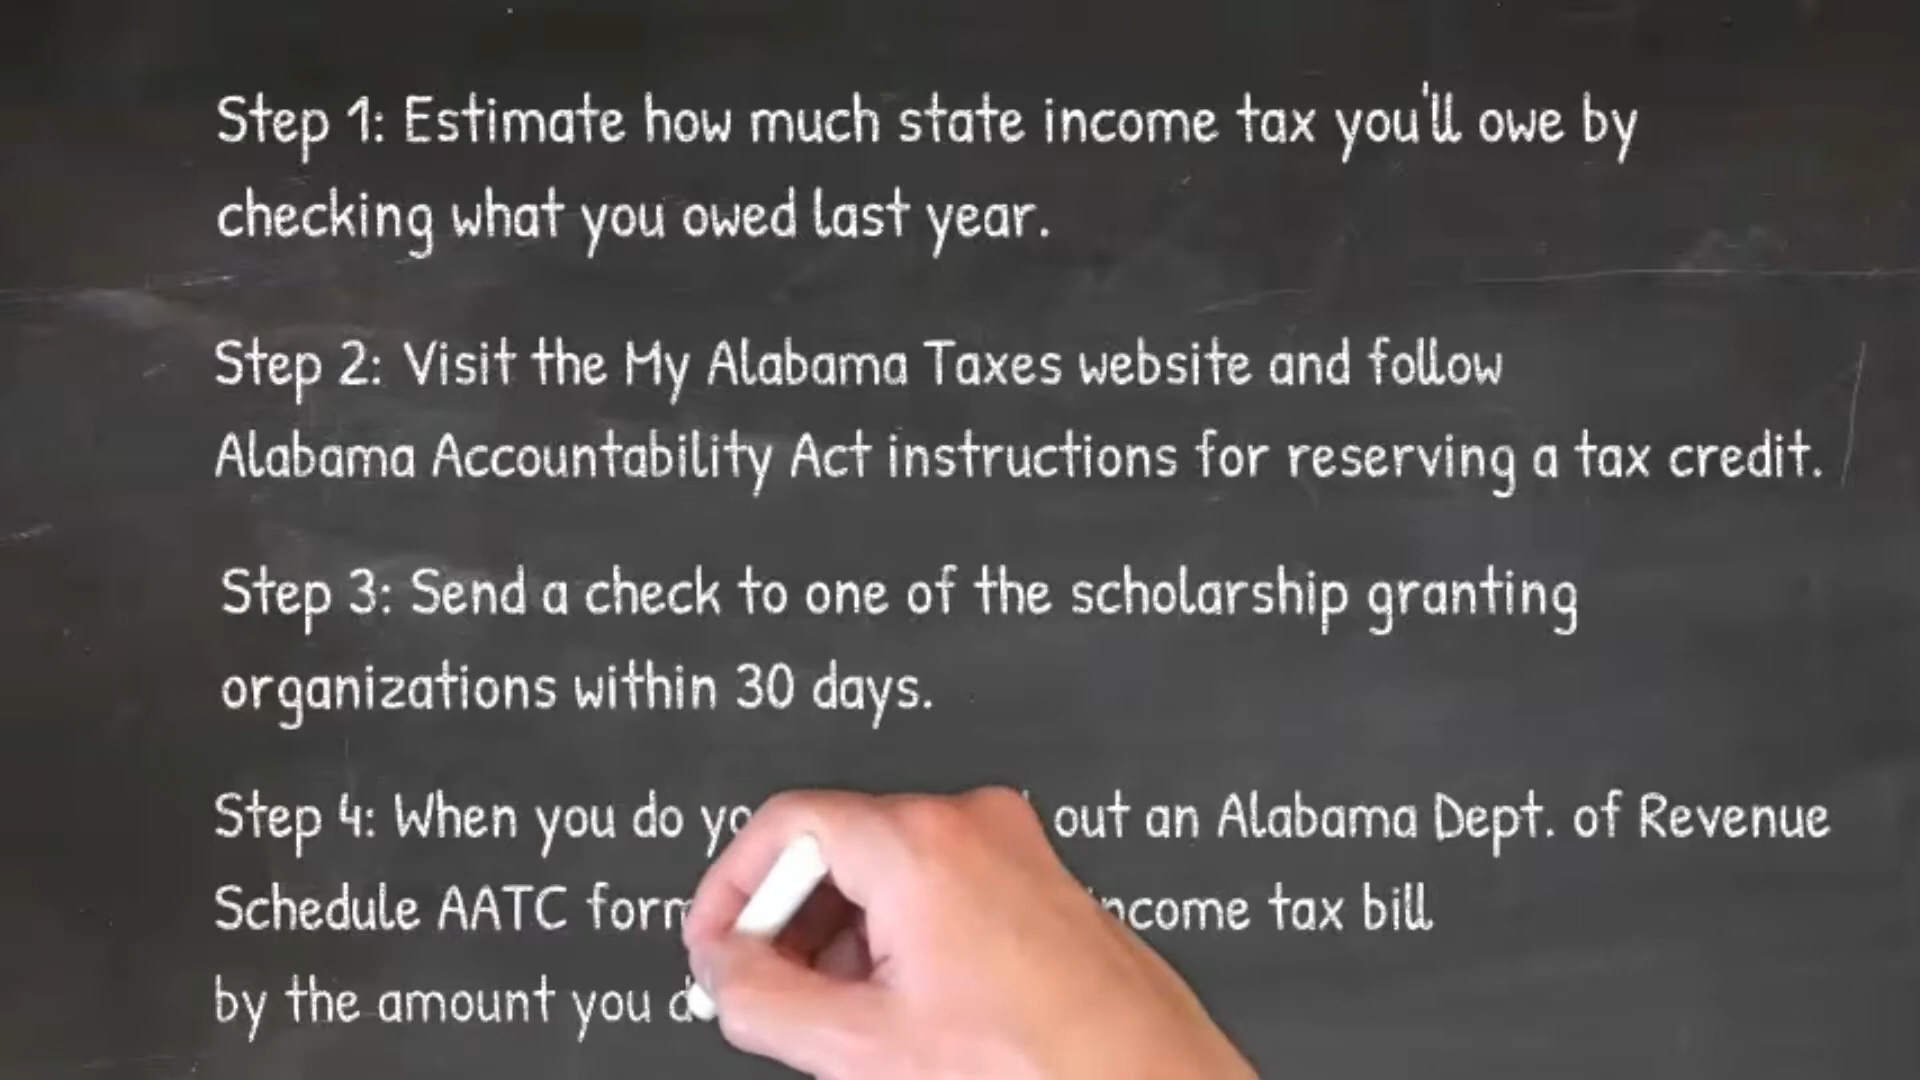 Step 1: Estimate how much state income tax you'll owe by
checking what you owed last year.
Step 2: Visit the My Alabama Taxes website and follow
Alabama Accountability Act instructions for reserving a tax credit.
Step 3: Send a check to one of the scholarship granting
organizations within 30 days.
Step 4: When you do out an Alabama Dept. of Revenue
Schedule AATC tax bill
by the amount you